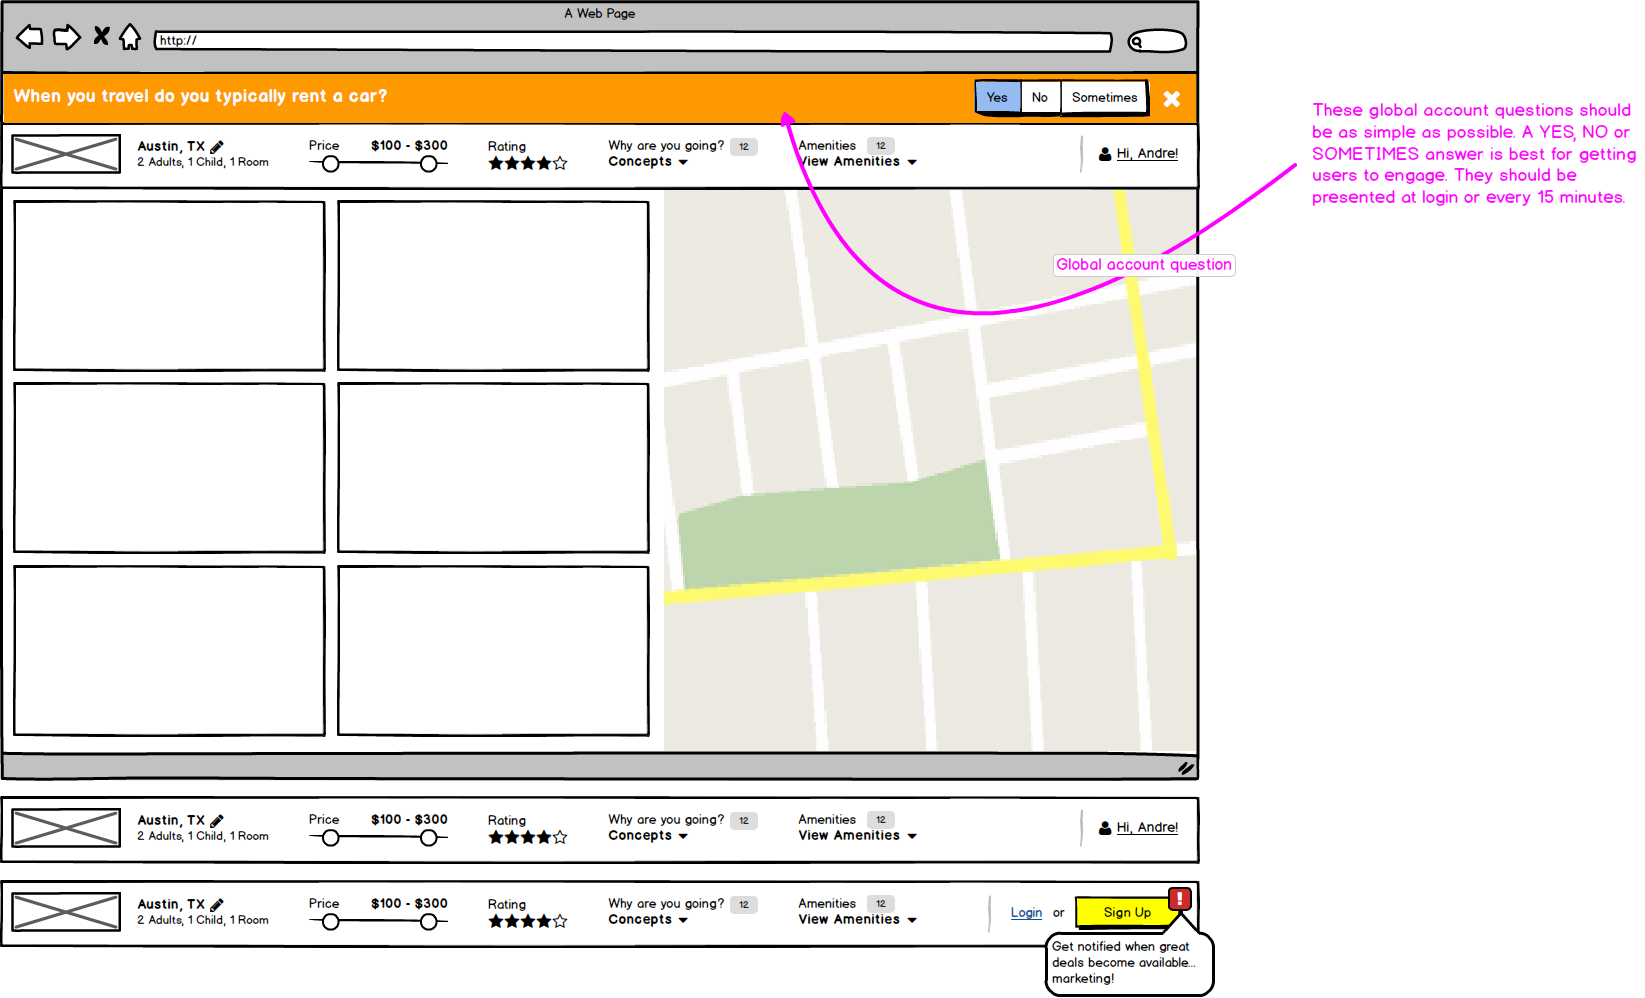 A Web Page
http://
When you travel do you typically rent a car?
Yes No Sometimes
These global account questions should
be as simple as possible. A YES, NO or
SOMETIMES answer is best for getting
users to engage. They should be
presented at login or every 15 minutes.
Austin, TX
2 Adults, 1 Child, 1 Room
Price $100 - $300
Rating
Why are you going? 12
Concepts
Amenities 12
View Amenities
Hi, Andre!
Global account question
Austin, TX
2 Adults, 1 Child, 1 Room
Price $100 - $300
Rating
Why are you going? 12
Concepts
Amenities 12
View Amenities
Hi, Andre!
Austin, TX
2 Adults, 1 Child, 1 Room
Price $100 - $300
Rating
Why are you going? 12
Concepts
Amenities 12
View Amenities
Login or Sign Up
!
Get notified when great
deals become available...
marketing!